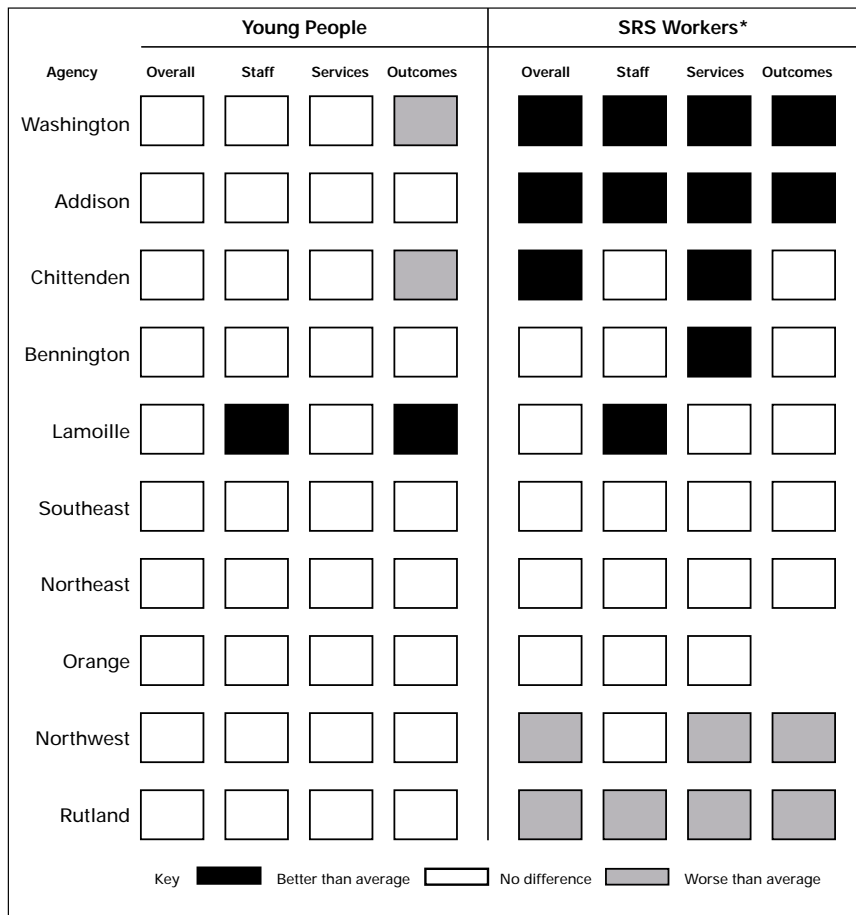 Young People SRS Workers*
Agency Overall Staff Services Outcomes Overall Staff Services Outcomes
Washington
Addison
Chittenden
Bennington
Lamoille
Southeast
Northeast
Orange
Northwest
Rutland
Key Better than average No difference Worse than average